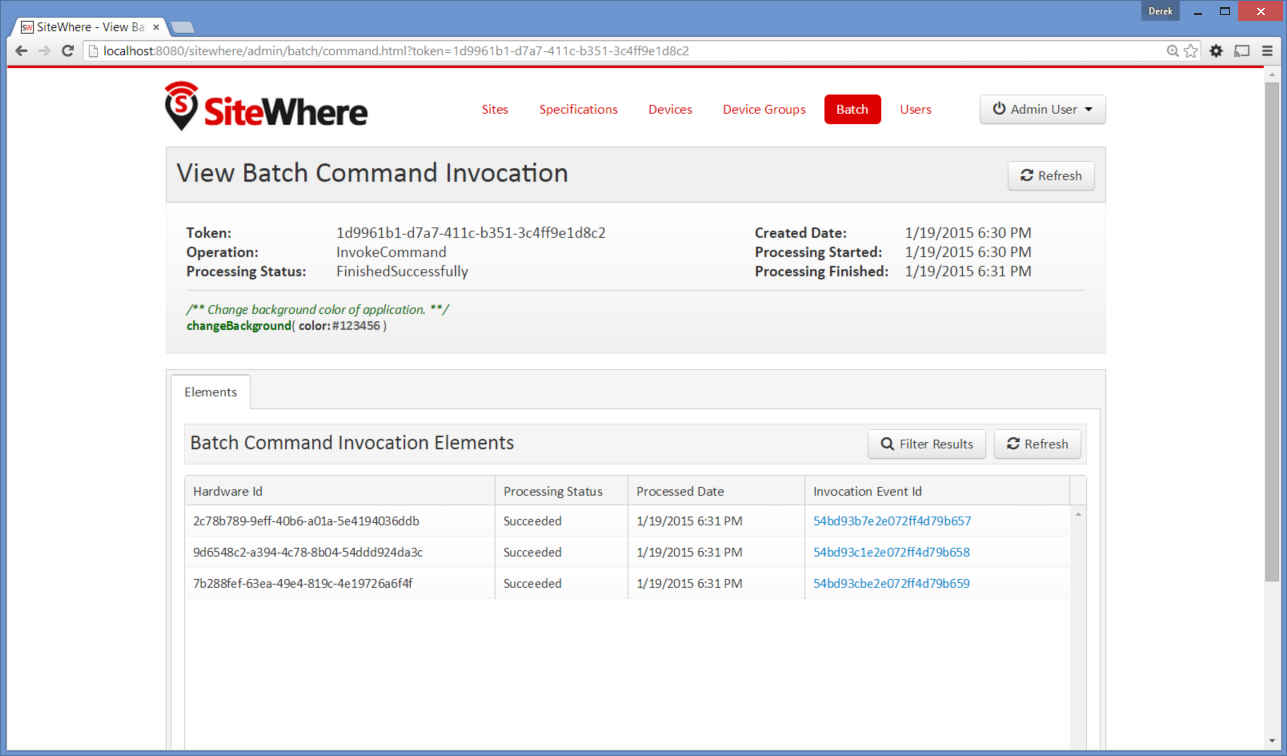 Derek
SW SiteWhere - View Ba
localhost:8080/sitewhere/admin/batch/command.html?token=1d9961b1-d7a7-411c-b351-3c4ff9e1d8c2
S SiteWhere
Sites Specifications Devices Device Groups Batch Users Admin User
View Batch Command Invocation Refresh
Token: 1d9961b1-d7a7-411c-b351-3c4ff9e1d8c2 Created Date: 1/19/2015 6:30 PM
Operation: InvokeCommand Processing Started: 1/19/2015 6:30 PM
Processing Status: FinishedSuccessfully Processing Finished: 1/19/2015 6:31 PM
/** Change background color of application. **/
changeBackground( color:#123456 )
Elements
Batch Command Invocation Elements Filter Results Refresh
Hardware Id Processing Status Processed Date Invocation Event Id
2c78b789-9eff-40b6-a01a-5e4194036ddb Succeeded 1/19/2015 6:31 PM 54bd93b7e2e072ff4d79b657
9d6548c2-a394-4c78-8b04-54ddd924da3c Succeeded 1/19/2015 6:31 PM 54bd93c1e2e072ff4d79b658
7b288fef-63ea-49e4-819c-4e19726a6f4f Succeeded 1/19/2015 6:31 PM 54bd93cbe2e072ff4d79b659